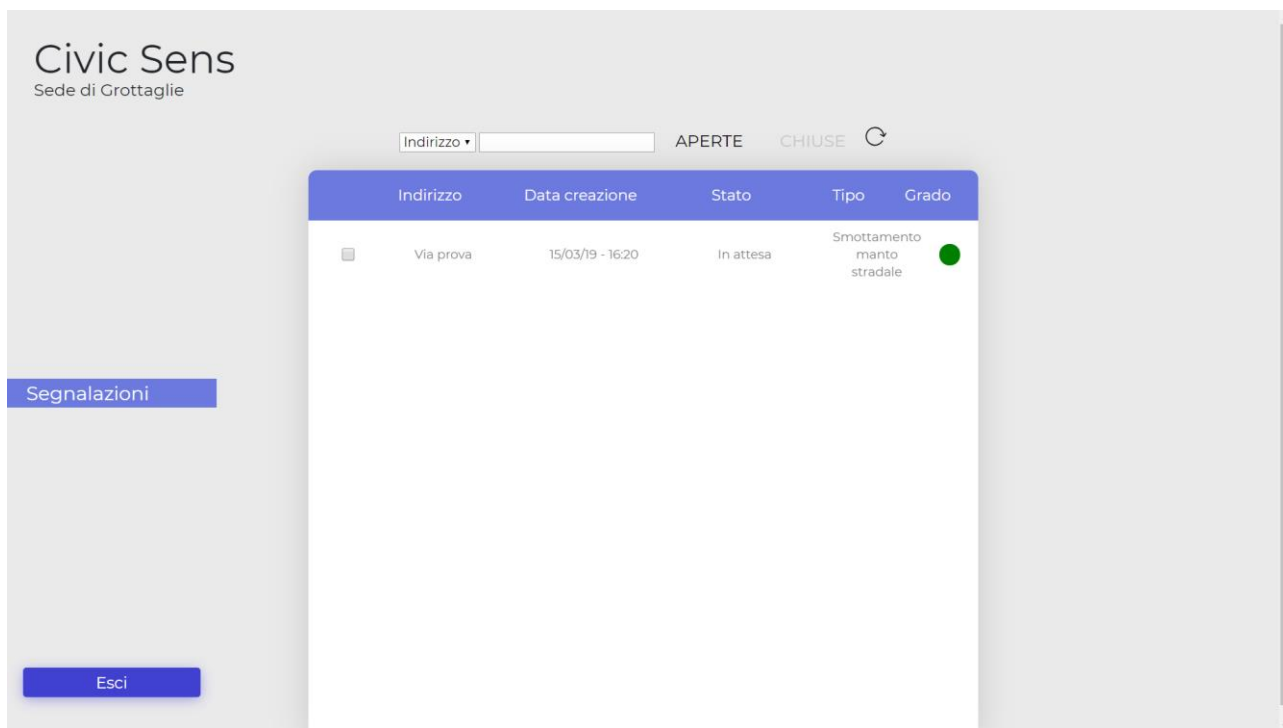 Civic Sens
Sede di Grottaglie
Indirizzo
APERTE
CHIUSE
Indirizzo Data creazione Stato Tipo Grado
Via prova 15/03/19 - 16:20 In attesa Smottamento
manto
stradale
Segnalazioni
Esci